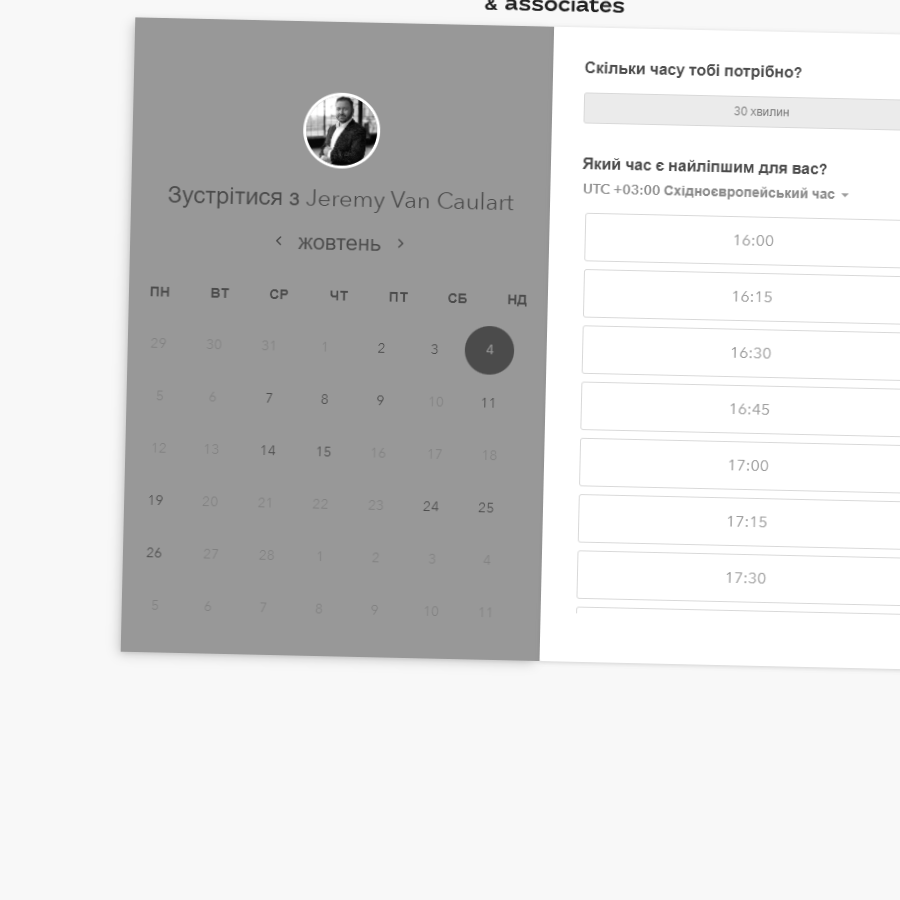 & associates
Зустрітися з Jeremy Van Caulart
жовтень
ПН ВТ СР ЧТ ПТ СБ НД
29 30 31 1 2 3 4
5 6 7 8 9 10 11
12 13 14 15 16 17 18
19 20 21 22 23 24 25
26 27 28 1 2 3 4
5 6 7 8 9 10 11
Скільки часу тобі потрібно?
30 хвилин
Який час є найліпшим для вас?
UTC +03:00 Східноєвропейський час
16:00
16:15
16:30
16:45
17:00
17:15
17:30